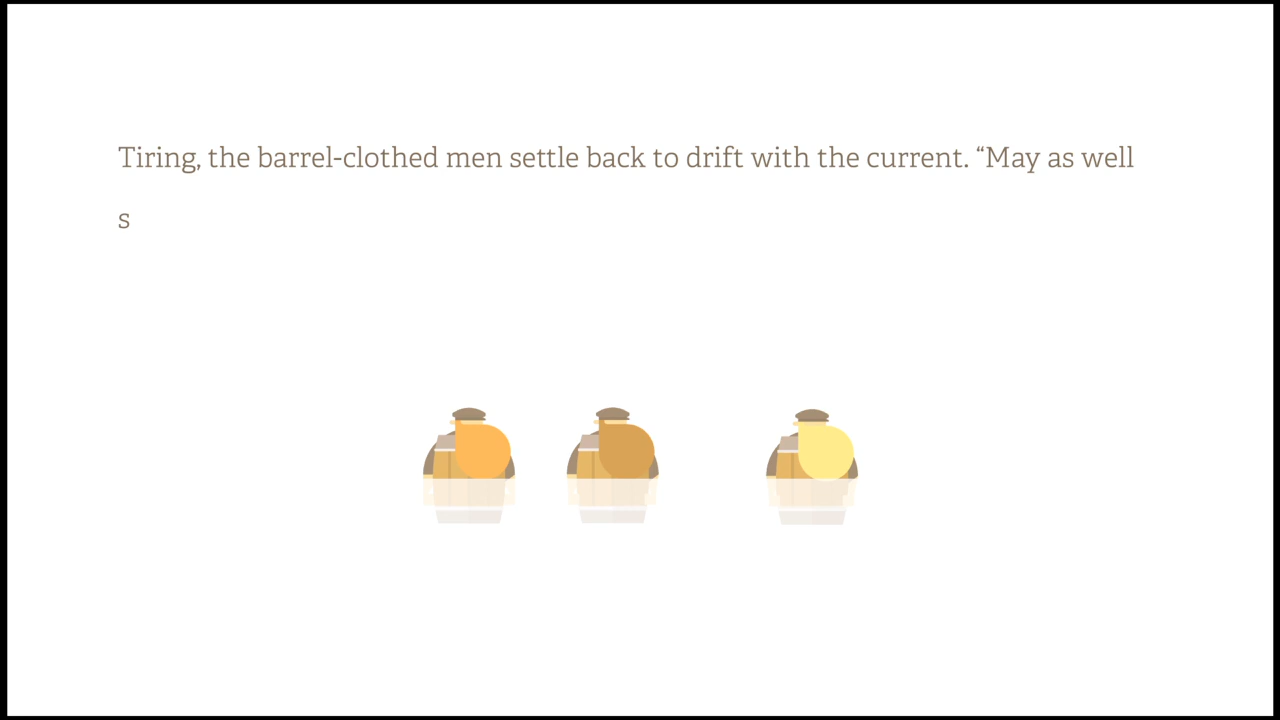 Tiring, the barrel-clothed men settle back to drift with the current. “May as well
s